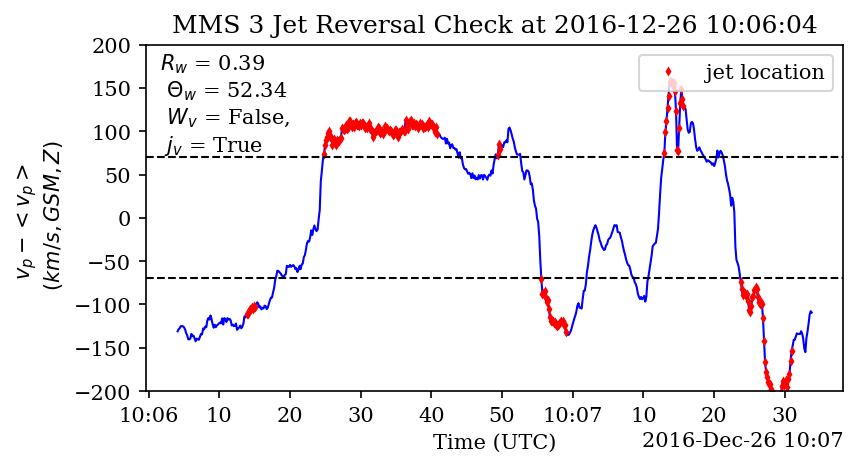 MMS 3 Jet Reversal Check at 2016-12-26 10:06:04
R_w = 0.39
Θ_w = 52.34
W_v = False,
j_v = True
jet location
200
150
100
50
0
−50
−100
−150
−200
v_p − < v_p >
(km/s, GSM, Z)
10:06 10 20 30 40 50 10:07 10 20 30
Time (UTC)
2016-Dec-26 10:07